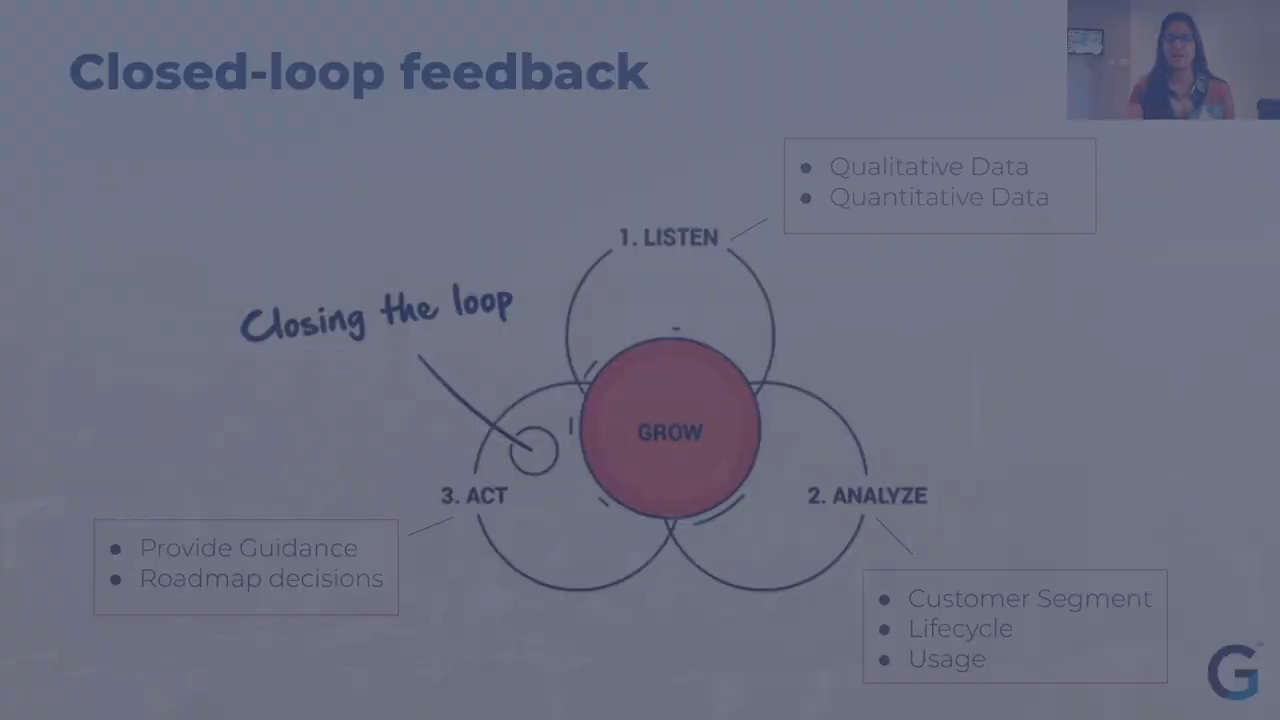 Closed-loop feedback
● Qualitative Data
● Quantitative Data
1. LISTEN
Closing the loop
GROW
3. ACT
2. ANALYZE
● Provide Guidance
● Roadmap decisions
● Customer Segment
● Lifecycle
● Usage
G